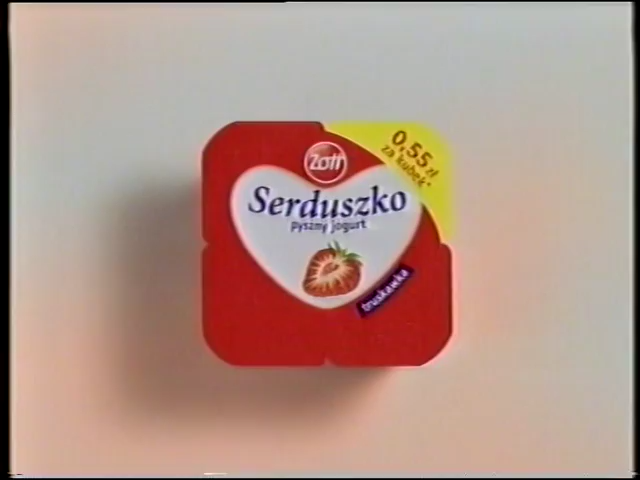 Zott
0,55 zł
za kubek*
Serduszko
pyszny jogurt
truskawka